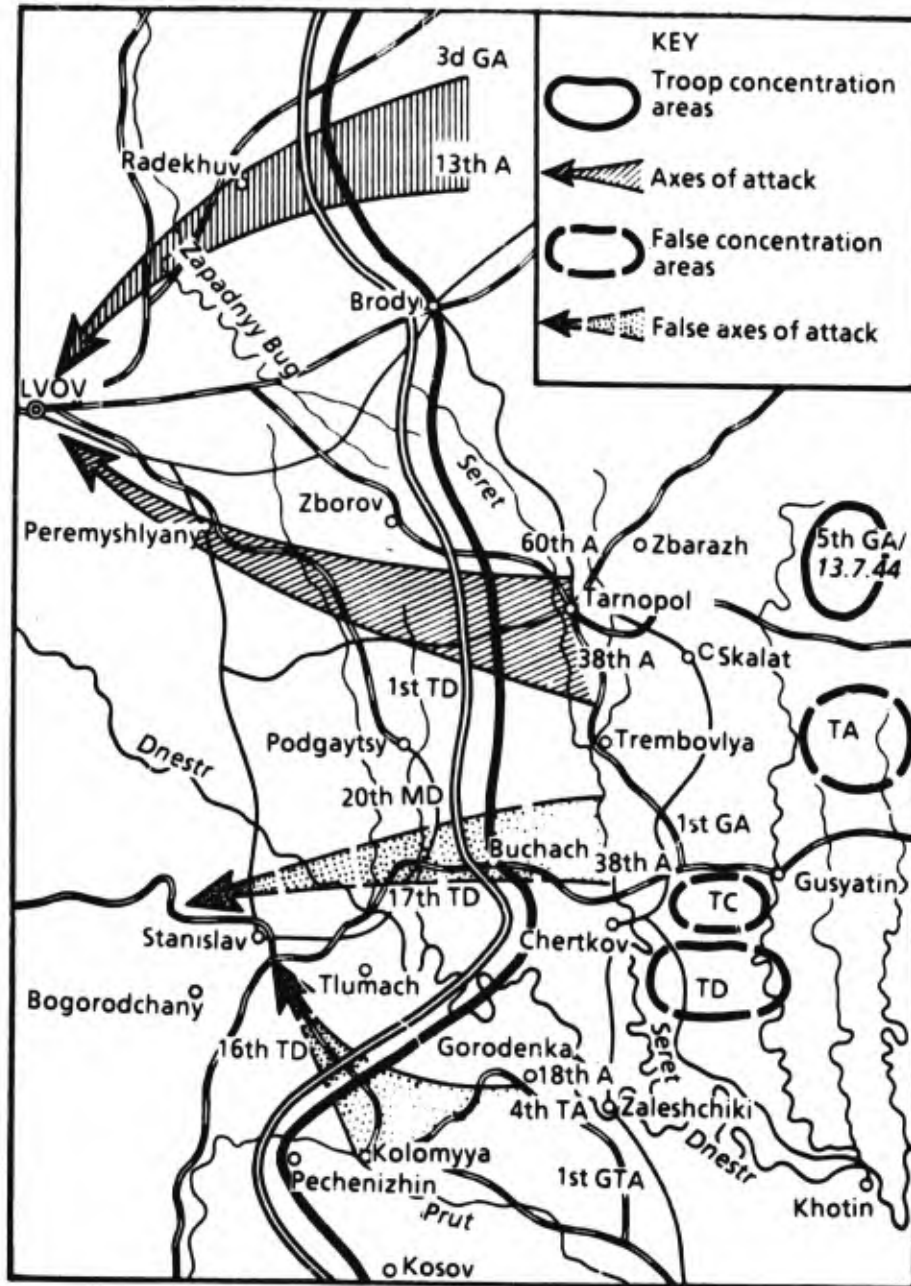 3d GA
13th A
Radekhuv
Zapadnyy Bug
Brody
LVOV
KEY
Troop concentration
areas
Axes of attack
False concentration
areas
False axes of attack
Seret
Zborov
Peremyshlyany
60th A
Zbarazh
5th GA/
13.7.44
Tarnopol
38th A
Skalat
1st TD
Trembovlya
TA
Podgaytsy
Dnestr
20th MD
1st GA
Buchach
38th A
Gusyatin
17th TD
TC
Stanislav
Chertkov
Tlumach
TD
Bogorodchany
16th TD
Gorodenka
18th A
Seret
4th TA
Zaleshchiki
Dnestr
Kolomyya
Pechenizhin
1st GTA
Prut
Khotin
Kosov